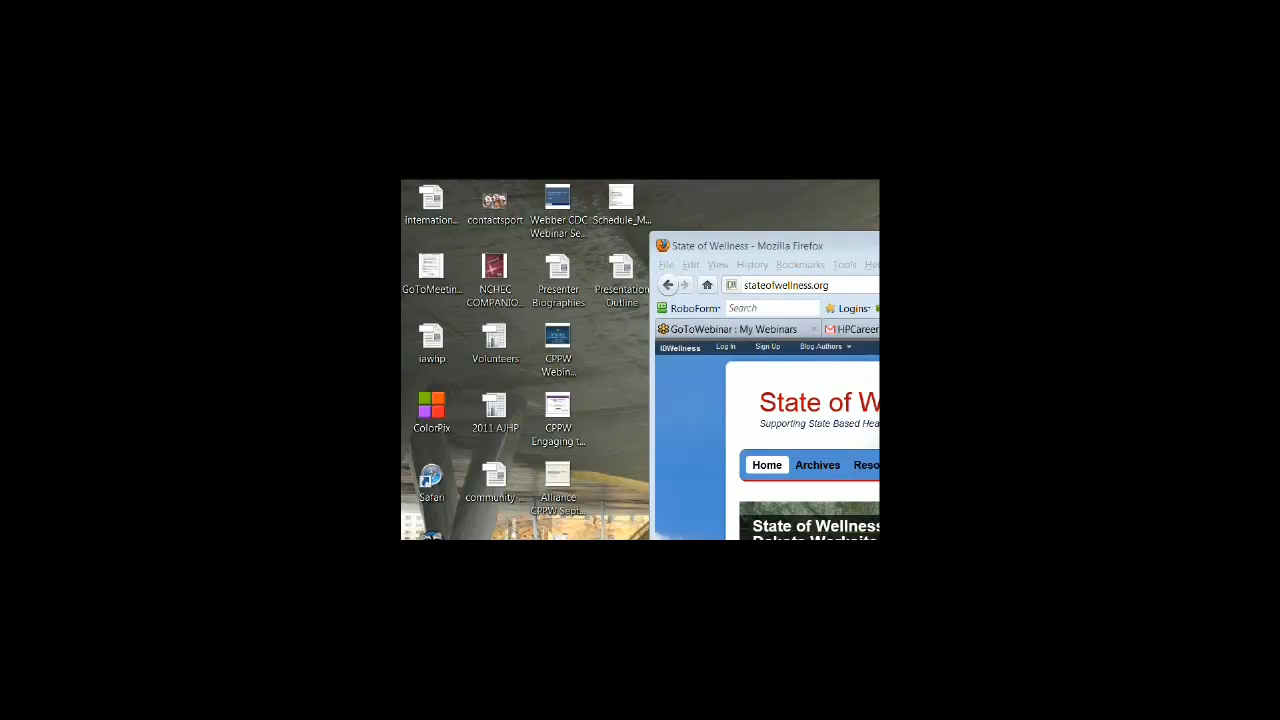 internation...
contactsport
Webber CDC
Webinar Se...
Schedule_M...
GoToMeetin...
NCHEC
COMPANIO...
Presenter
Biographies
Presentation
Outline
iawhp
Volunteers
CPPW
Webin...
ColorPix
2011 AJHP
CPPW
Engaging t...
Safari
community-...
Alliance
CPPW Sept...
State of Wellness - Mozilla Firefox
File Edit View History Bookmarks Tools Hel
stateofwellness.org
RoboForm Search Logins
GoToWebinar : My Webinars HPCareer
IDWellness Log In Sign Up Blog Authors
State of W
Supporting State Based Hea
Home Archives Reso
State of Wellness
Dakota Worksite